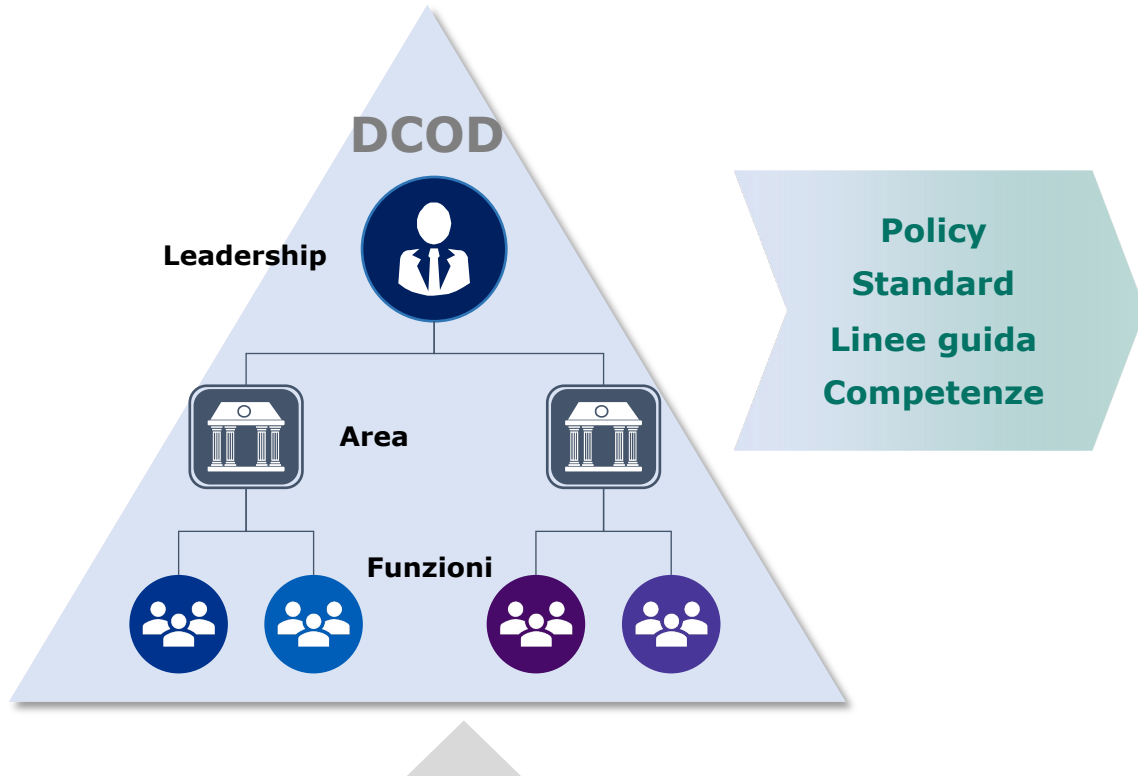 DCOD
Leadership
Area
Funzioni
Policy
Standard
Linee guida
Competenze